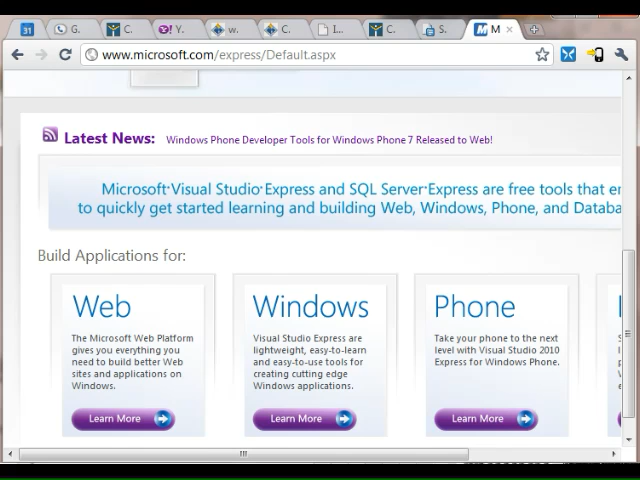 31 G. C. Y. w. C. I... C. S. M
www.microsoft.com/express/Default.aspx
Latest News: Windows Phone Developer Tools for Windows Phone 7 Released to Web!
Microsoft Visual Studio Express and SQL Server Express are free tools that
to quickly get started learning and building Web, Windows, Phone, and Databa
Build Applications for:
Web
The Microsoft Web Platform
gives you everything you
need to build better Web
sites and applications on
Windows.
Learn More
Windows
Visual Studio Express are
lightweight, easy-to-learn
and easy-to-use tools for
creating cutting edge
Windows applications.
Learn More
Phone
Take your phone to the next
level with Visual Studio 2010
Express for Windows Phone.
Learn More